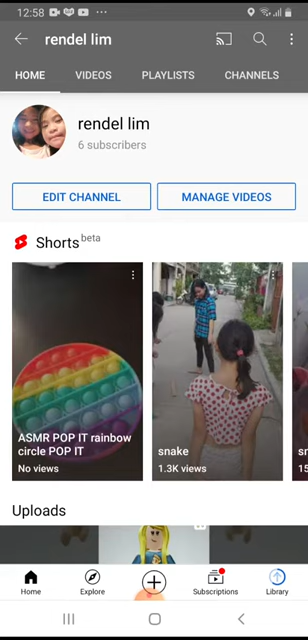 12:58
rendel lim
HOME VIDEOS PLAYLISTS CHANNELS
rendel lim
6 subscribers
EDIT CHANNEL MANAGE VIDEOS
Shorts beta
ASMR POP IT rainbow
circle POP IT
No views
snake
1.3K views
Uploads
Home Explore Subscriptions Library